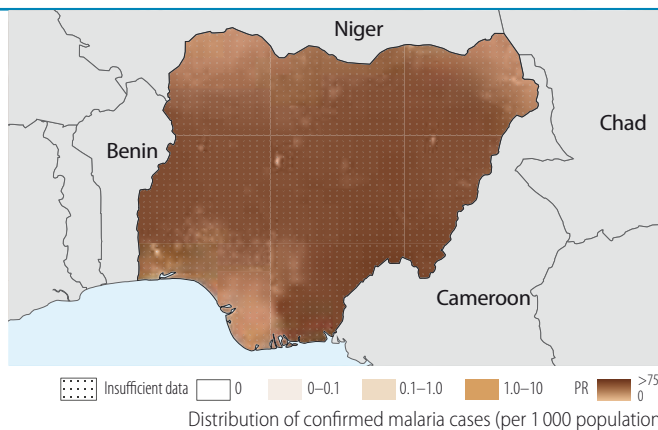 Niger
Chad
Benin
Cameroon
Insufficient data 0 0–0.1 0.1–1.0 1.0–10 PR >75 0
Distribution of confirmed malaria cases (per 1 000 population